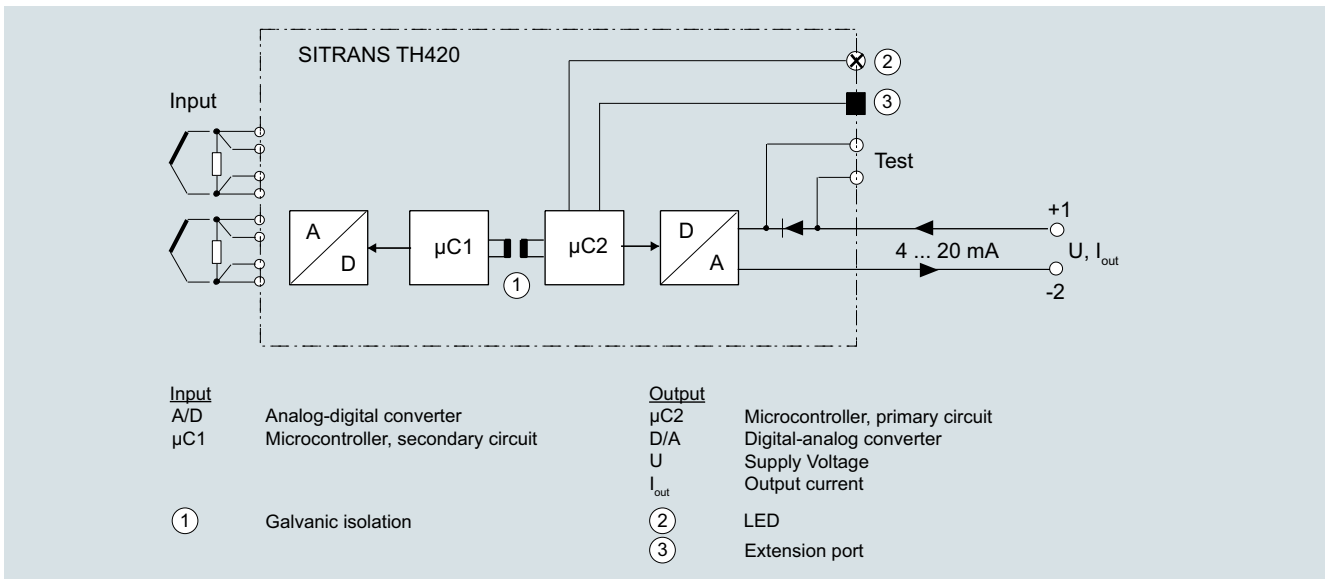 SITRANS TH420
2
Input
3
Test
A
D
µC1
µC2
D
A
+1
4 ... 20 mA
U, Iout
-2
1
Input
A/D Analog-digital converter
µC1 Microcontroller, secondary circuit
1 Galvanic isolation
Output
µC2 Microcontroller, primary circuit
D/A Digital-analog converter
U Supply Voltage
Iout Output current
2 LED
3 Extension port